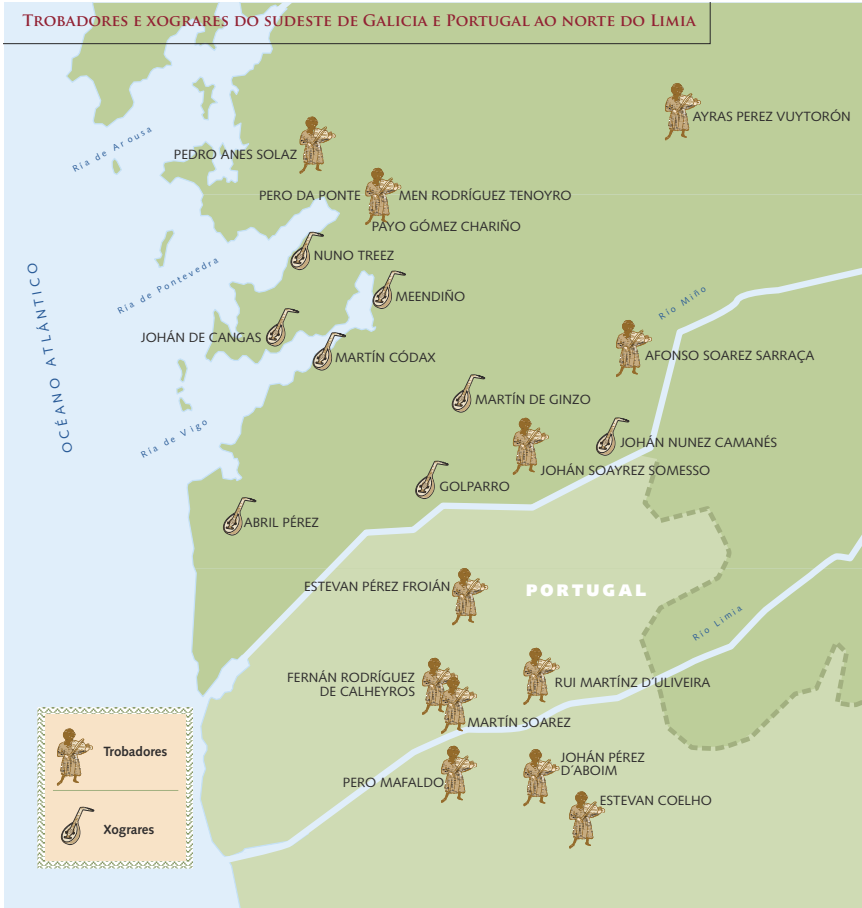 TROBADORES E XOGRARES DO SUDESTE DE GALICIA E PORTUGAL AO NORTE DO LIMIA
AYRAS PEREZ VUYTORÓN
Ría de Arousa
PEDRO ANES SOLAZ
PERO DA PONTE
MEN RODRÍGUEZ TENOYRO
PAYO GÓMEZ CHARIÑO
NUNO TREEZ
Ría de Pontevedra
MEENDIÑO
OCÉANO ATLÁNTICO
Río Miño
JOHÁN DE CANGAS
MARTÍN CÓDAX
AFONSO SOAREZ SARRAÇA
MARTÍN DE GINZO
Ría de Vigo
JOHÁN NUNEZ CAMANÉS
JOHÁN SOAYREZ SOMESSO
GOLPARRO
ABRIL PÉREZ
ESTEVAN PÉREZ FROIÁN
PORTUGAL
Río Limia
FERNÁN RODRÍGUEZ
DE CALHEYROS
RUI MARTÍNZ D´ULIVEIRA
MARTÍN SOAREZ
JOHÁN PÉREZ
D´ABOIM
PERO MAFALDO
ESTEVAN COELHO
Trobadores
Xograres